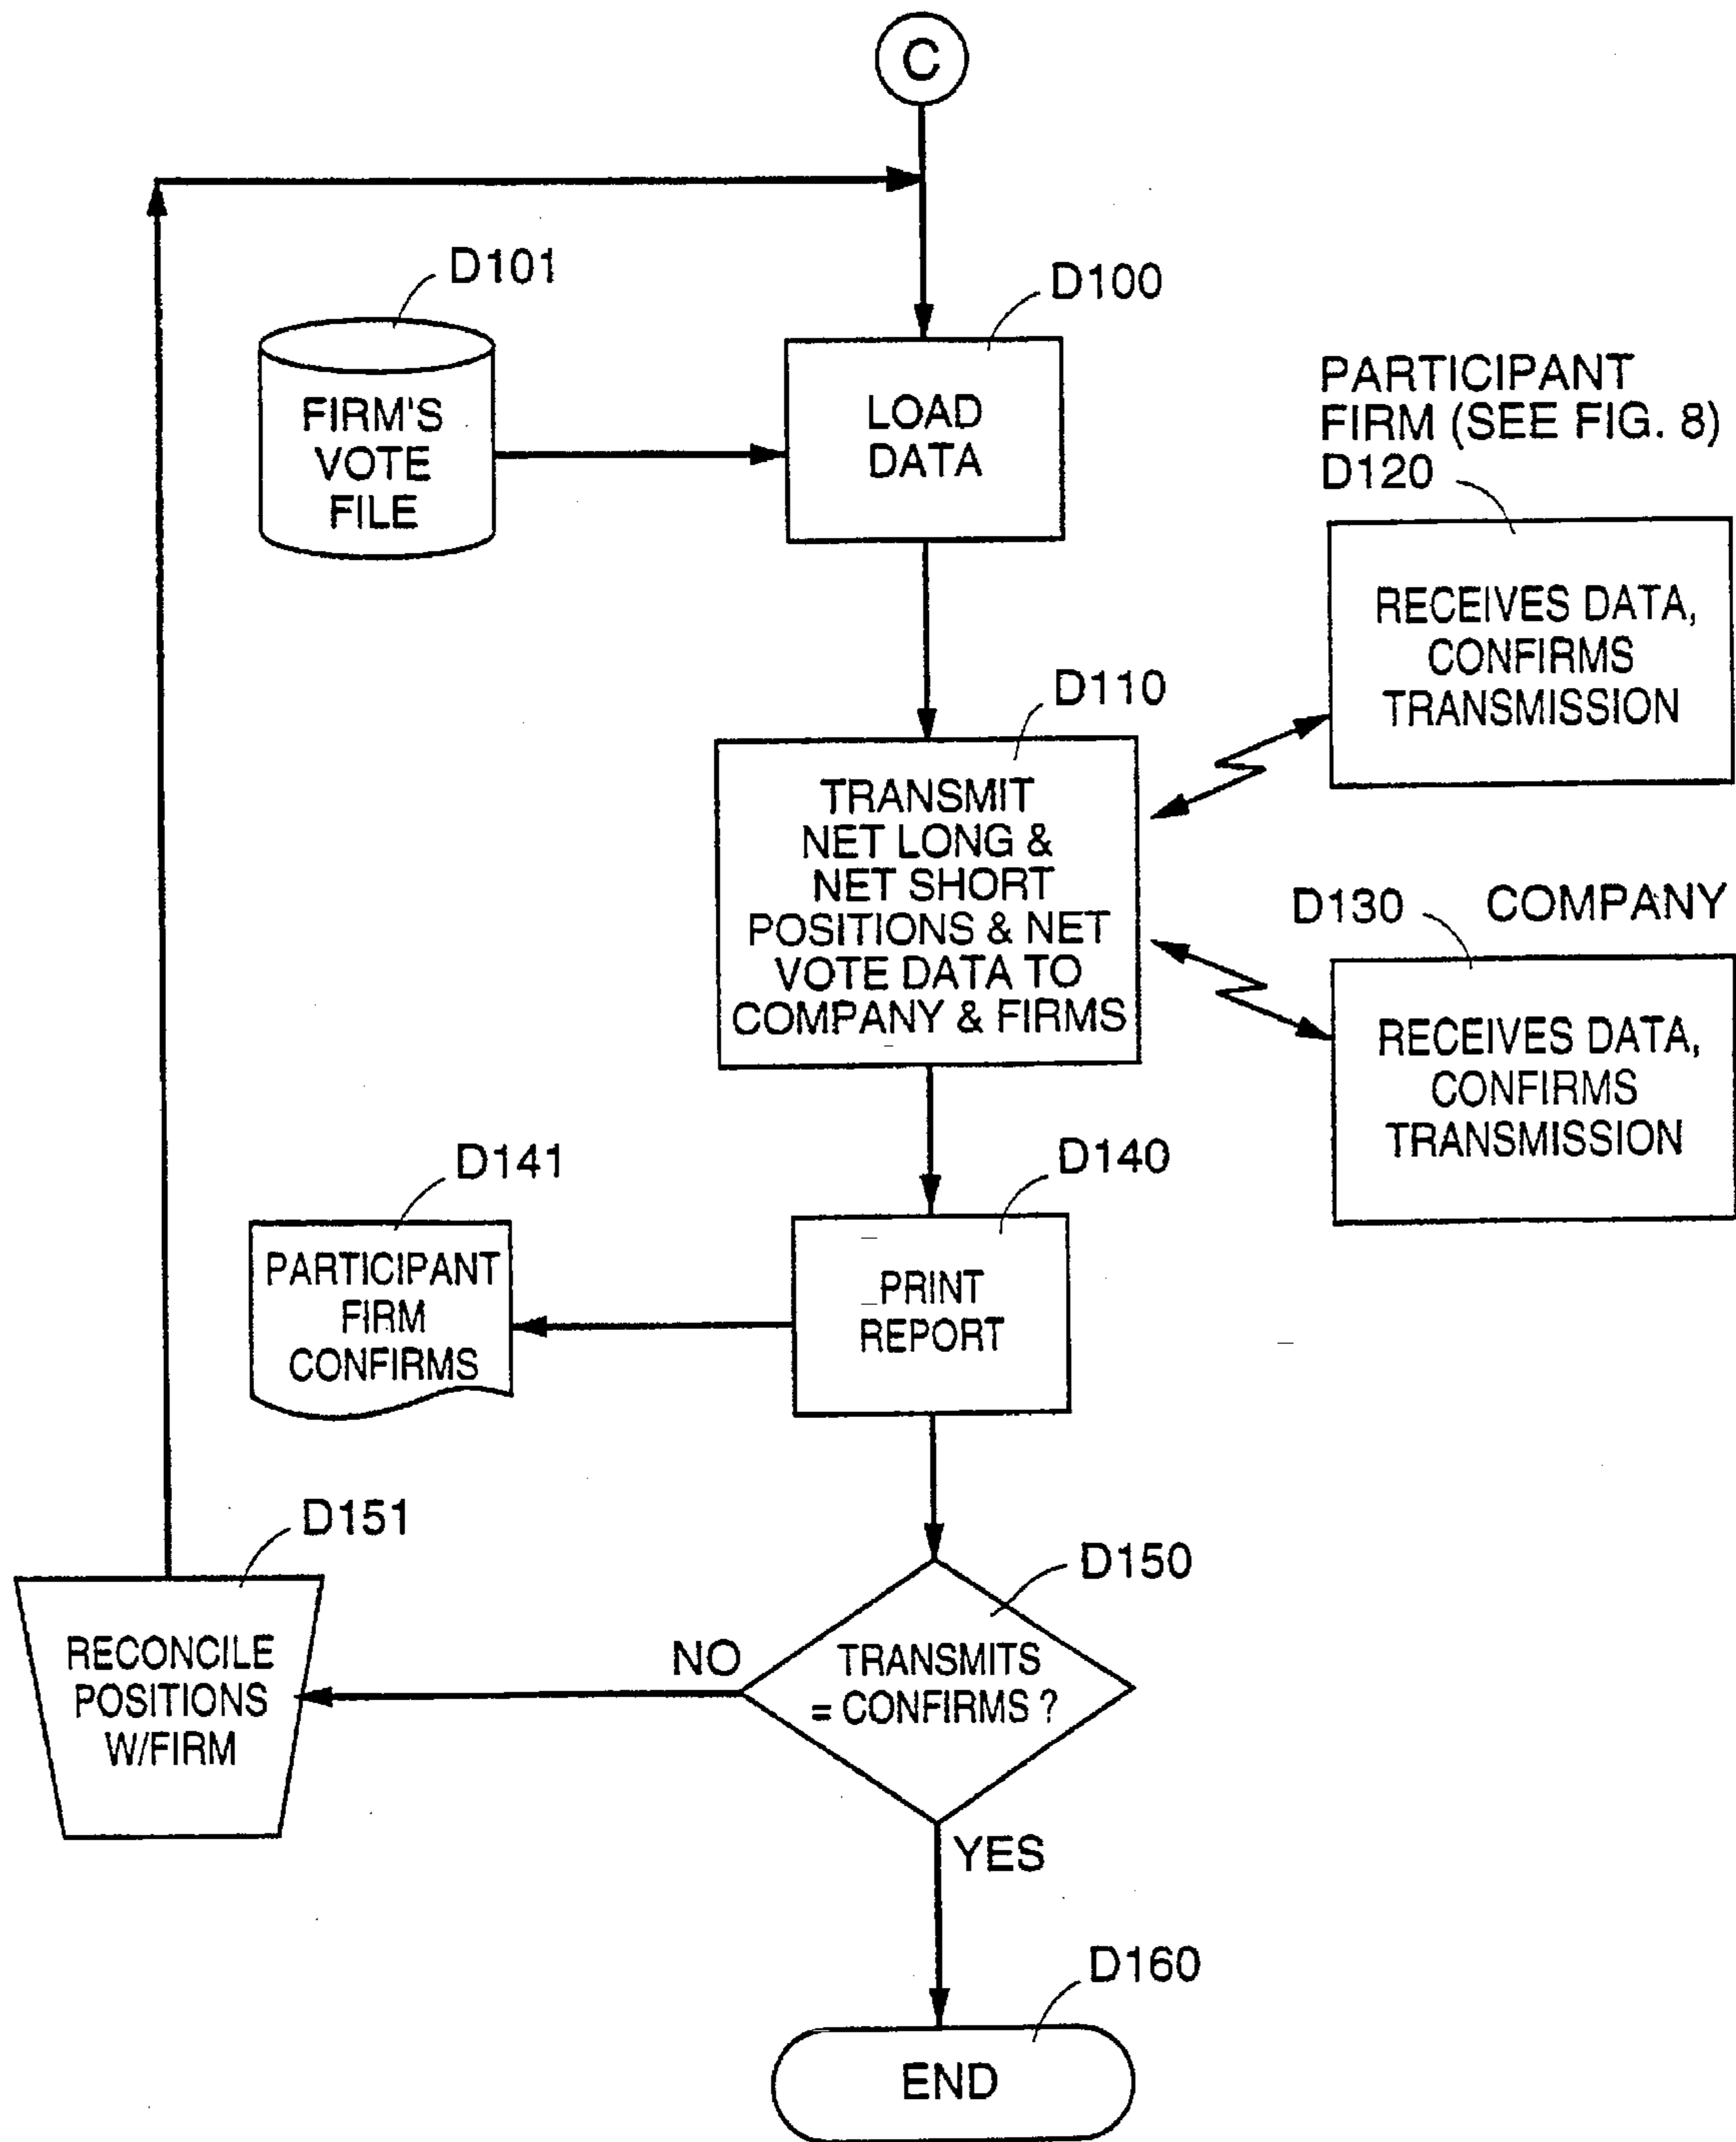 C
D101
D100
FIRM'S
VOTE
FILE
LOAD
DATA
PARTICIPANT
FIRM (SEE FIG. 8)
D120
RECEIVES DATA,
CONFIRMS
TRANSMISSION
D110
TRANSMIT
NET LONG &
NET SHORT
POSITIONS & NET
VOTE DATA TO
COMPANY & FIRMS
D130 COMPANY
RECEIVES DATA,
CONFIRMS
TRANSMISSION
D141
D140
PARTICIPANT
FIRM
CONFIRMS
PRINT
REPORT
D151
D150
RECONCILE
POSITIONS
W/FIRM
NO
TRANSMITS
= CONFIRMS ?
YES
D160
END